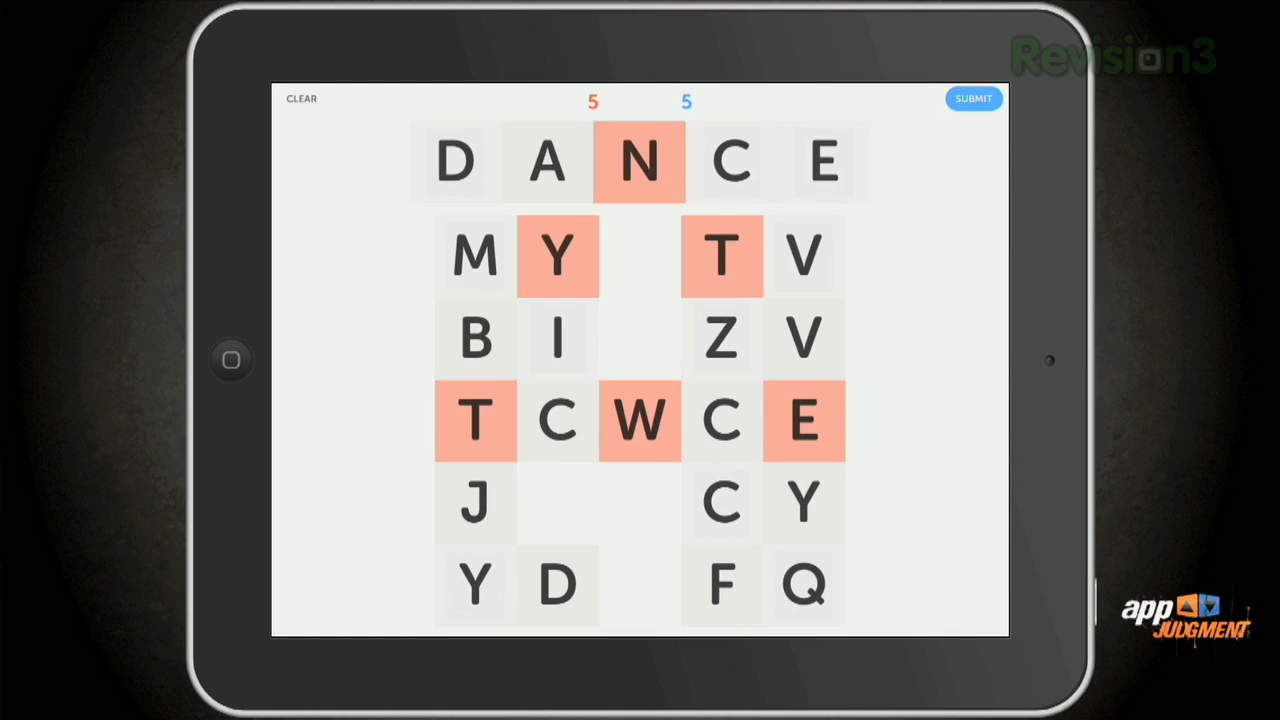 Revision3
CLEAR 5 5 SUBMIT
D A N C E
M Y T V
B I Z V
T C W C E
J C Y
Y D F Q
app
JUDGMENT